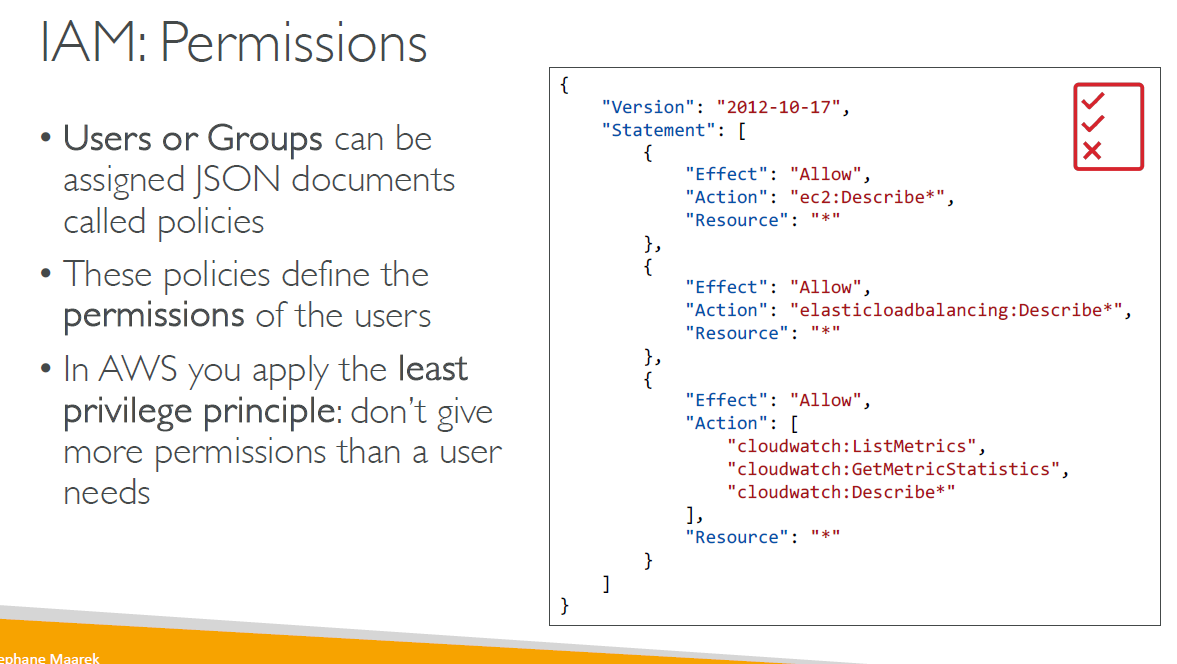 IAM: Permissions
• Users or Groups can be
assigned JSON documents
called policies
• These policies define the
permissions of the users
• In AWS you apply the least
privilege principle: don’t give
more permissions than a user
needs
{
    "Version": "2012-10-17",
    "Statement": [
        {
            "Effect": "Allow",
            "Action": "ec2:Describe*",
            "Resource": "*"
        },
        {
            "Effect": "Allow",
            "Action": "elasticloadbalancing:Describe*",
            "Resource": "*"
        },
        {
            "Effect": "Allow",
            "Action": [
                "cloudwatch:ListMetrics",
                "cloudwatch:GetMetricStatistics",
                "cloudwatch:Describe*"
            ],
            "Resource": "*"
        }
    ]
}
ephane Maarek